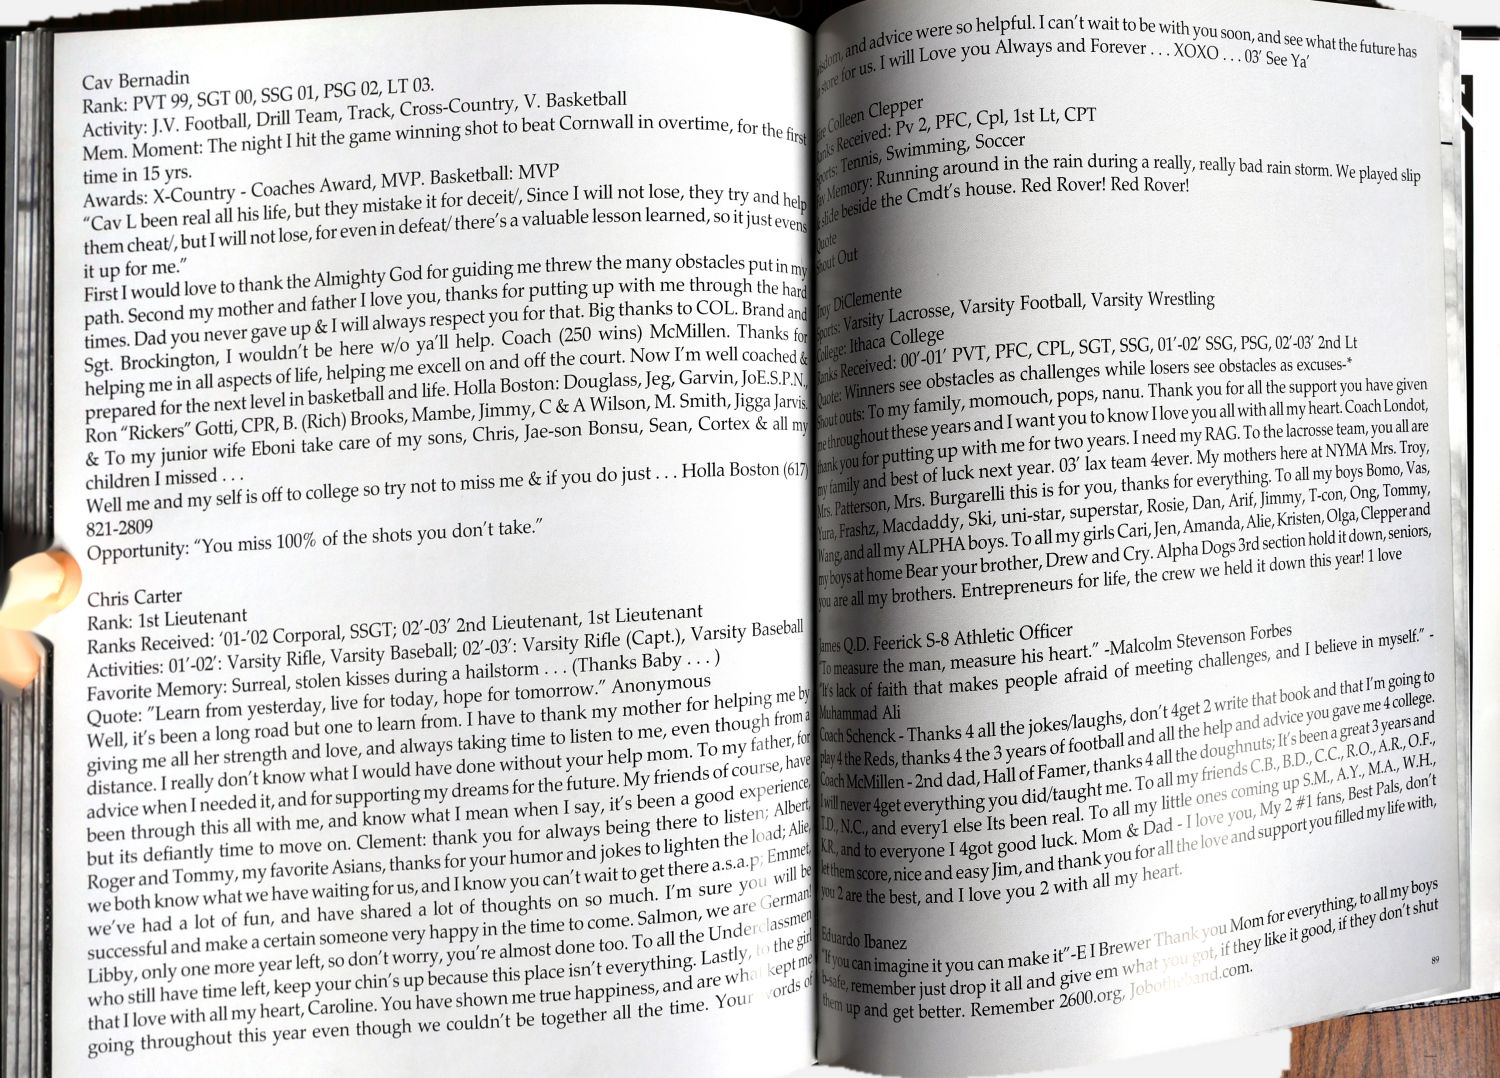 Cav Bernadin
Rank: PVT 99, SGT 00, SSG 01, PSG 02, LT 03.
Activity: J.V. Football, Drill Team, Track, Cross-Country, V. Basketball
Mem. Moment: The night I hit the game winning shot to beat Cornwall in overtime, for the first
time in 15 yrs.
Awards: X-Country - Coaches Award, MVP. Basketball: MVP
“Cav L been real all his life, but they mistake it for deceit/, Since I will not lose, they try and help
them cheat/, but I will not lose, for even in defeat/ there's a valuable lesson learned, so it just evens
it up for me.”
First I would love to thank the Almighty God for guiding me threw the many obstacles put in my
path. Second my mother and father I love you, thanks for putting up with me through the hard
times. Dad you never gave up & I will always respect you for that. Big thanks to COL. Brand and
Sgt. Brockington, I wouldn't be here w/o ya'll help. Coach (250 wins) McMillen. Thanks for
helping me in all aspects of life, helping me excell on and off the court. Now I'm well coached &
prepared for the next level in basketball and life. Holla Boston: Douglass, Jeg, Garvin, JoE.S.P.N.,
Ron “Rickers” Gotti, CPR, B. (Rich) Brooks, Mambe, Jimmy, C & A Wilson, M. Smith, Jigga Jarvis.
& To my junior wife Eboni take care of my sons, Chris, Jae-son Bonsu, Sean, Cortex & all my
children I missed . . .
Well me and my self is off to college so try not to miss me & if you do just . . . Holla Boston (617)
821-2809
Opportunity: “You miss 100% of the shots you don't take.”
Chris Carter
Rank: 1st Lieutenant
Ranks Received: '01-'02 Corporal, SSGT; 02'-03' 2nd Lieutenant, 1st Lieutenant
Activities: 01'-02': Varsity Rifle, Varsity Baseball; 02'-03': Varsity Rifle (Capt.), Varsity Baseball
Favorite Memory: Surreal, stolen kisses during a hailstorm . . . (Thanks Baby . . . )
Quote: ”Learn from yesterday, live for today, hope for tomorrow.” Anonymous
Well, it's been a long road but one to learn from. I have to thank my mother for helping me by
giving me all her strength and love, and always taking time to listen to me, even though from a
distance. I really don't know what I would have done without your help mom. To my father, for
advice when I needed it, and for supporting my dreams for the future. My friends of course, have
been through this all with me, and know what I mean when I say, it's been a good experience,
but its defiantly time to move on. Clement: thank you for always being there to listen; Albert,
Roger and Tommy, my favorite Asians, thanks for your humor and jokes to lighten the load; Alie,
we both know what we have waiting for us, and I know you can't wait to get there a.s.a.p; Emmet,
we've had a lot of fun, and have shared a lot of thoughts on so much. I'm sure you will be
successful and make a certain someone very happy in the time to come. Salmon, we are German!
Libby, only one more year left, so don't worry, you're almost done too. To all the Underclassmen
who still have time left, keep your chin's up because this place isn't everything. Lastly, to the girl
that I love with all my heart, Caroline. You have shown me true happiness, and are what kept me
going throughout this year even though we couldn't be together all the time. Your words of
wisdom, and advice were so helpful. I can't wait to be with you soon, and see what the future has
store for us. I will Love you Always and Forever . . . XOXO . . . 03' See Ya'
Colleen Clepper
Ranks Received: Pv 2, PFC, Cpl, 1st Lt, CPT
Sports: Tennis, Swimming, Soccer
Fav Memory: Running around in the rain during a really, really bad rain storm. We played slip
& slide beside the Cmdt's house. Red Rover! Red Rover!
Quote
Shout Out
Troy DiClemente
Sports: Varsity Lacrosse, Varsity Football, Varsity Wrestling
College: Ithaca College
Ranks Received: 00'-01' PVT, PFC, CPL, SGT, SSG, 01'-02' SSG, PSG, 02'-03' 2nd Lt
Quote: Winners see obstacles as challenges while losers see obstacles as excuses-*
Shout outs: To my family, momouch, pops, nanu. Thank you for all the support you have given
me throughout these years and I want you to know I love you all with all my heart. Coach Londot,
thank you for putting up with me for two years. I need my RAG. To the lacrosse team, you all are
my family and best of luck next year. 03' lax team 4ever. My mothers here at NYMA Mrs. Troy,
Mrs. Patterson, Mrs. Burgarelli this is for you, thanks for everything. To all my boys Bomo, Vas,
Yura, Frashz, Macdaddy, Ski, uni-star, superstar, Rosie, Dan, Arif, Jimmy, T-con, Ong, Tommy,
Wang, and all my ALPHA boys. To all my girls Cari, Jen, Amanda, Alie, Kristen, Olga, Clepper and
my boys at home Bear your brother, Drew and Cry. Alpha Dogs 3rd section hold it down, seniors,
you are all my brothers. Entrepreneurs for life, the crew we held it down this year! 1 love
James Q.D. Feerick S-8 Athletic Officer
“To measure the man, measure his heart.” -Malcolm Stevenson Forbes
“It's lack of faith that makes people afraid of meeting challenges, and I believe in myself.” -
Muhammad Ali
Coach Schenck - Thanks 4 all the jokes/laughs, don't 4get 2 write that book and that I'm going to
play 4 the Reds, thanks 4 the 3 years of football and all the help and advice you gave me 4 college.
Coach McMillen - 2nd dad, Hall of Famer, thanks 4 all the doughnuts; It's been a great 3 years and
I will never 4get everything you did/taught me. To all my friends C.B., B.D., C.C., R.O., A.R., O.F.,
T.D., N.C., and every1 else Its been real. To all my little ones coming up S.M., A.Y., M.A., W.H.,
K.R., and to everyone I 4got good luck. Mom & Dad - I love you, My 2 #1 fans, Best Pals, don't
let them score, nice and easy Jim, and thank you for all the love and support you filled my life with,
you 2 are the best, and I love you 2 with all my heart.
Eduardo Ibanez
“If you can imagine it you can make it”-E I Brewer Thank you Mom for everything, to all my boys
b-safe, remember just drop it all and give em what you got, if they like it good, if they don't shut
them up and get better. Remember 2600.org, Jobotheband.com.
89